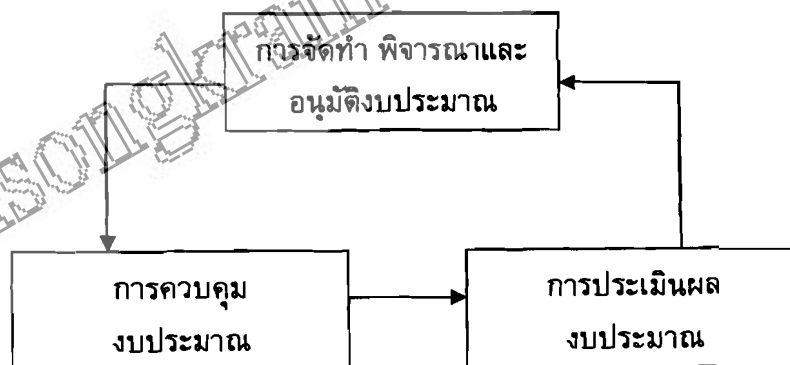 การจัดทำ พิจารณาและ
อนุมัติงบประมาณ
การควบคุม
งบประมาณ
การประเมินผล
งบประมาณ
songkram